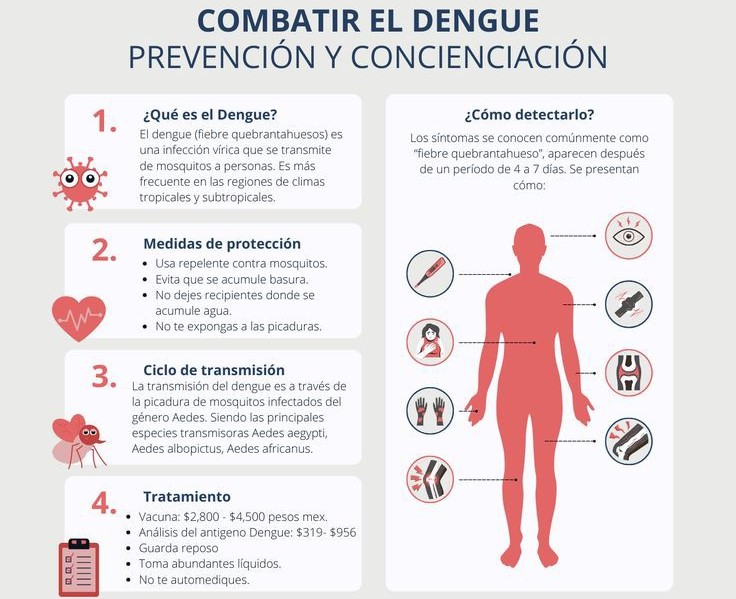 COMBATIR EL DENGUE
PREVENCIÓN Y CONCIENCIACIÓN
1.
¿Qué es el Dengue?
El dengue (fiebre quebrantahuesos) es
una infección vírica que se transmite
de mosquitos a personas. Es más
frecuente en las regiones de climas
tropicales y subtropicales.
2.
Medidas de protección
• Usa repelente contra mosquitos.
• Evita que se acumule basura.
• No dejes recipientes donde se
acumule agua.
• No te expongas a las picaduras.
3.
Ciclo de transmisión
La transmisión del dengue es a través de
la picadura de mosquitos infectados del
género Aedes. Siendo las principales
especies transmisoras Aedes aegypti,
Aedes albopictus, Aedes africanus.
4.
Tratamiento
• Vacuna: $2,800 - $4,500 pesos mex.
• Análisis del antigeno Dengue: $319- $956
• Guarda reposo
• Toma abundantes líquidos.
• No te automediques.
¿Cómo detectarlo?
Los síntomas se conocen comúnmente como
“fiebre quebrantahueso”, aparecen después
de un período de 4 a 7 días. Se presentan
cómo: